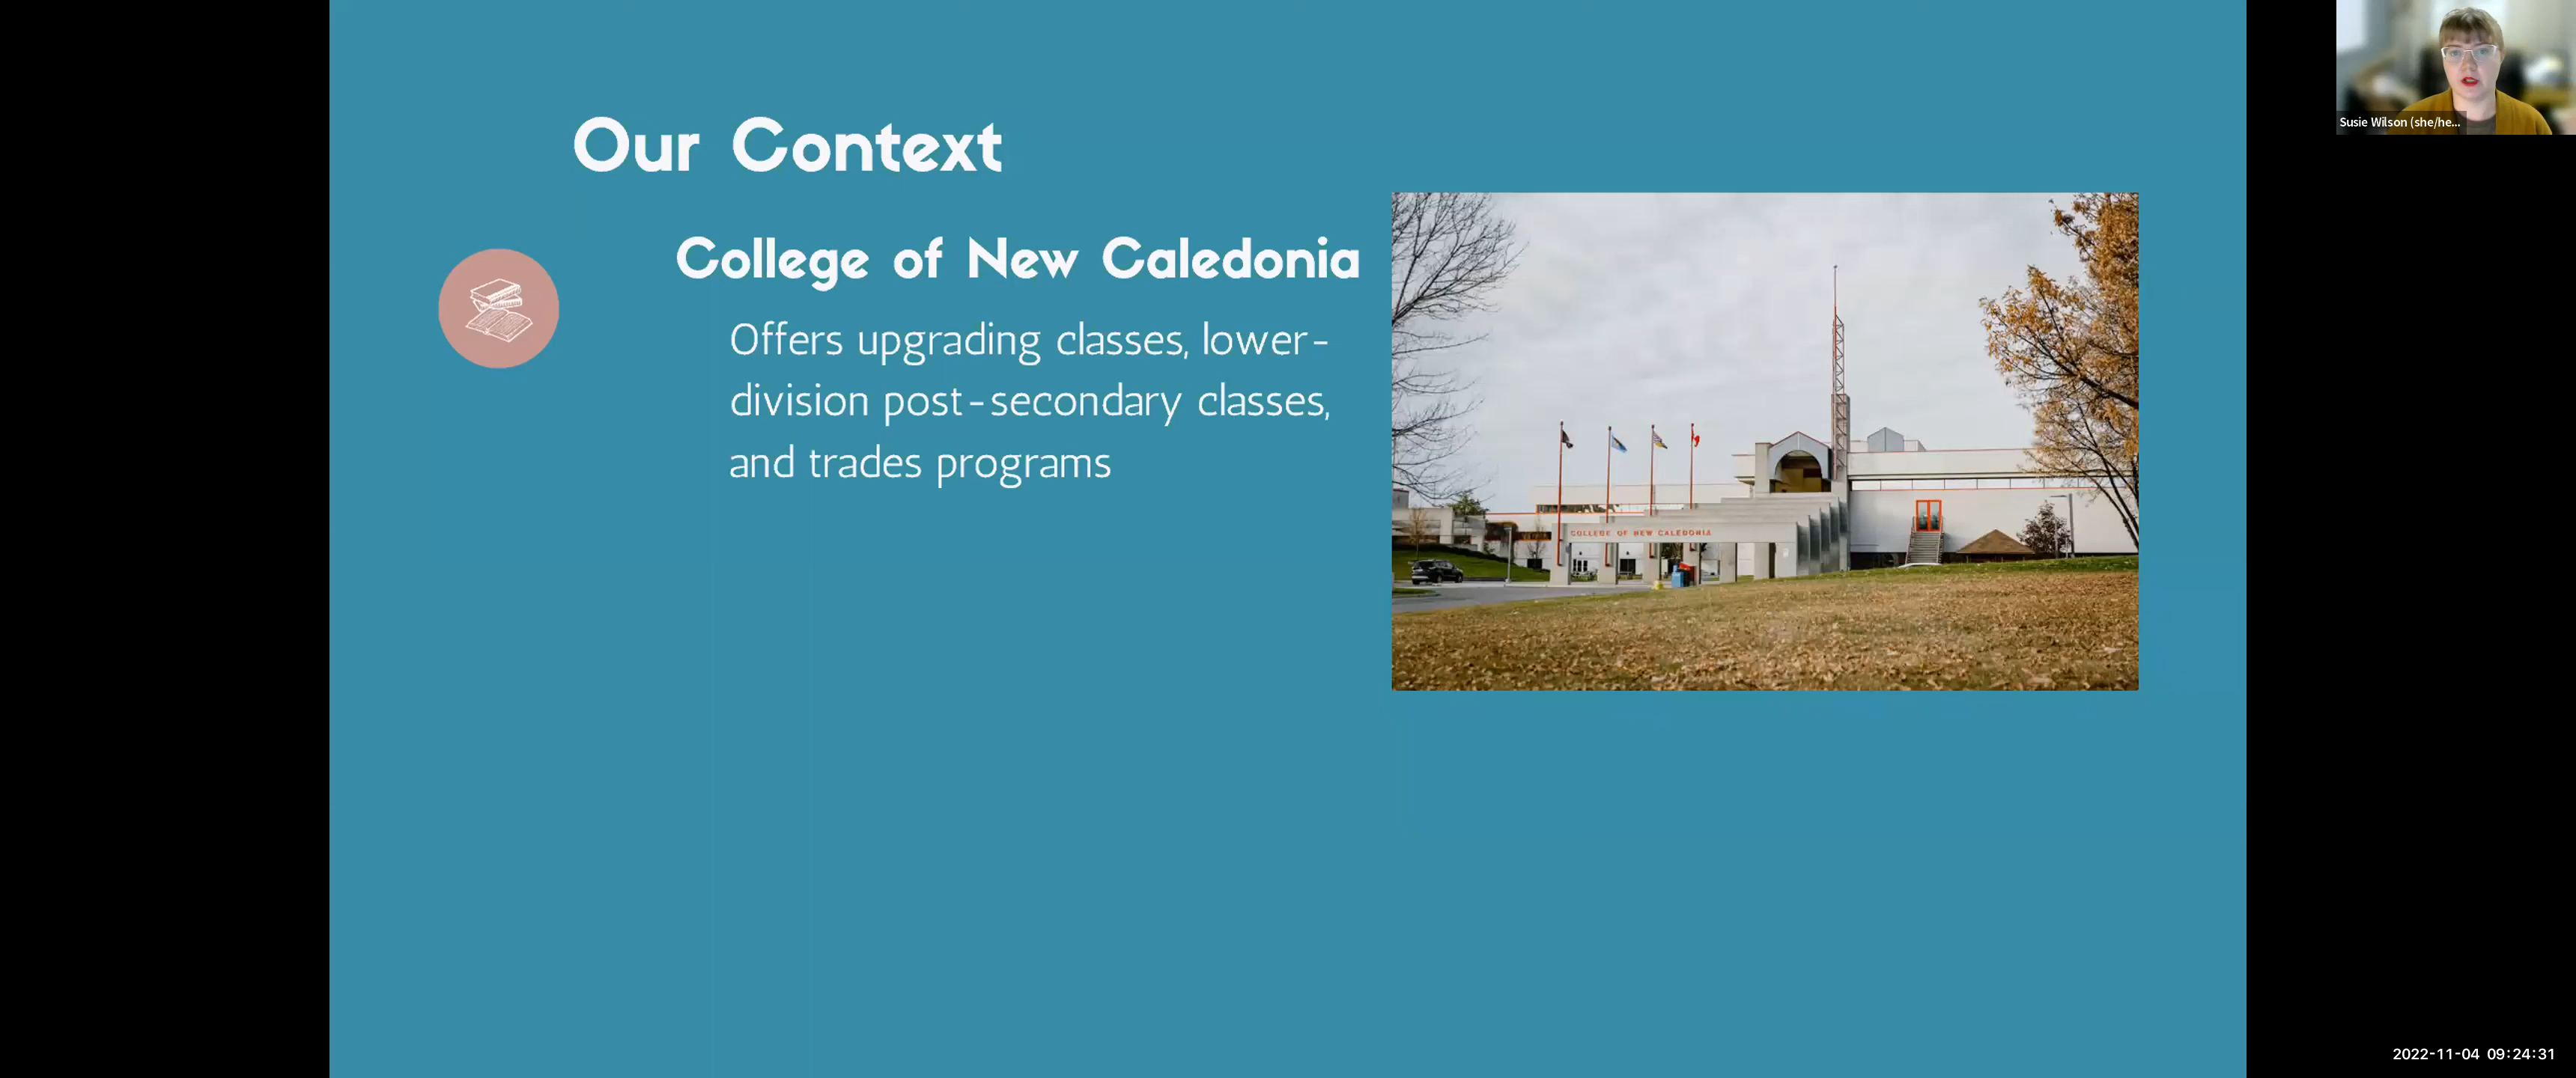 Our Context
College of New Caledonia
Offers upgrading classes, lower-
division post-secondary classes,
and trades programs
COLLEGE OF NEW CALEDONIA
Susie Wilson (she/he...
2022-11-04 09:24:31